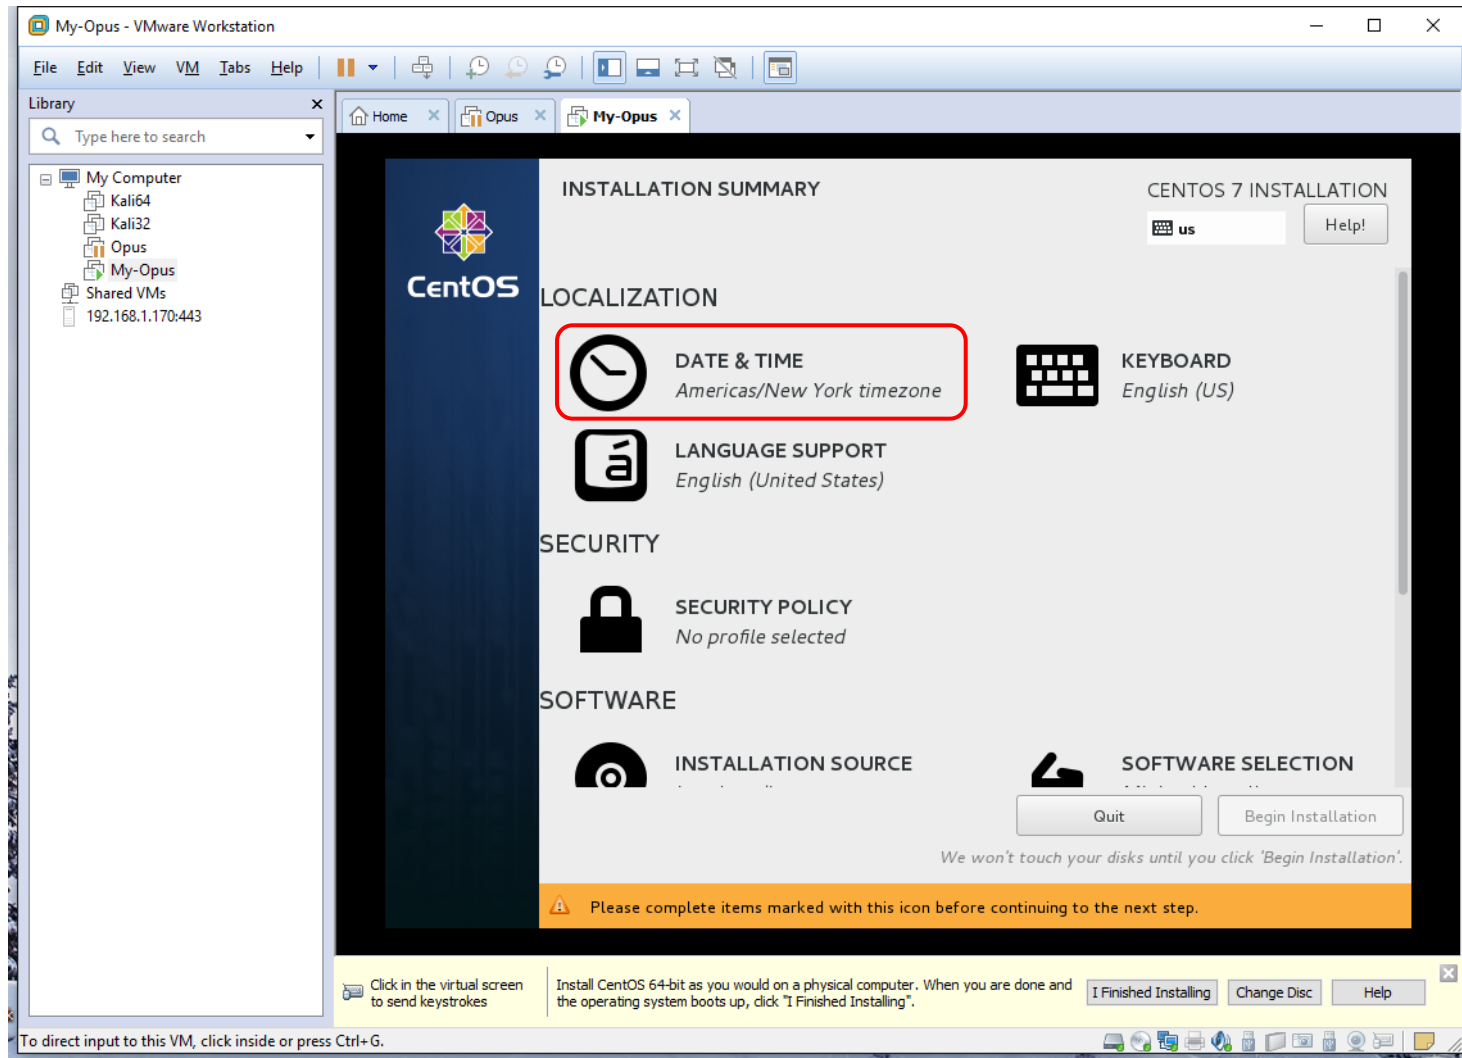 My-Opus - VMware Workstation
File Edit View VM Tabs Help
Library
Type here to search
My Computer
Kali64
Kali32
Opus
My-Opus
Shared VMs
192.168.1.170:443
Home
Opus
My-Opus
CentOS
INSTALLATION SUMMARY
CENTOS 7 INSTALLATION
us
Help!
LOCALIZATION
DATE & TIME
Americas/New York timezone
KEYBOARD
English (US)
á
LANGUAGE SUPPORT
English (United States)
SECURITY
SECURITY POLICY
No profile selected
SOFTWARE
INSTALLATION SOURCE
SOFTWARE SELECTION
Quit
Begin Installation
We won't touch your disks until you click 'Begin Installation'.
Please complete items marked with this icon before continuing to the next step.
Click in the virtual screen
to send keystrokes
Install CentOS 64-bit as you would on a physical computer. When you are done and
the operating system boots up, click "I Finished Installing".
I Finished Installing
Change Disc
Help
To direct input to this VM, click inside or press Ctrl+G.